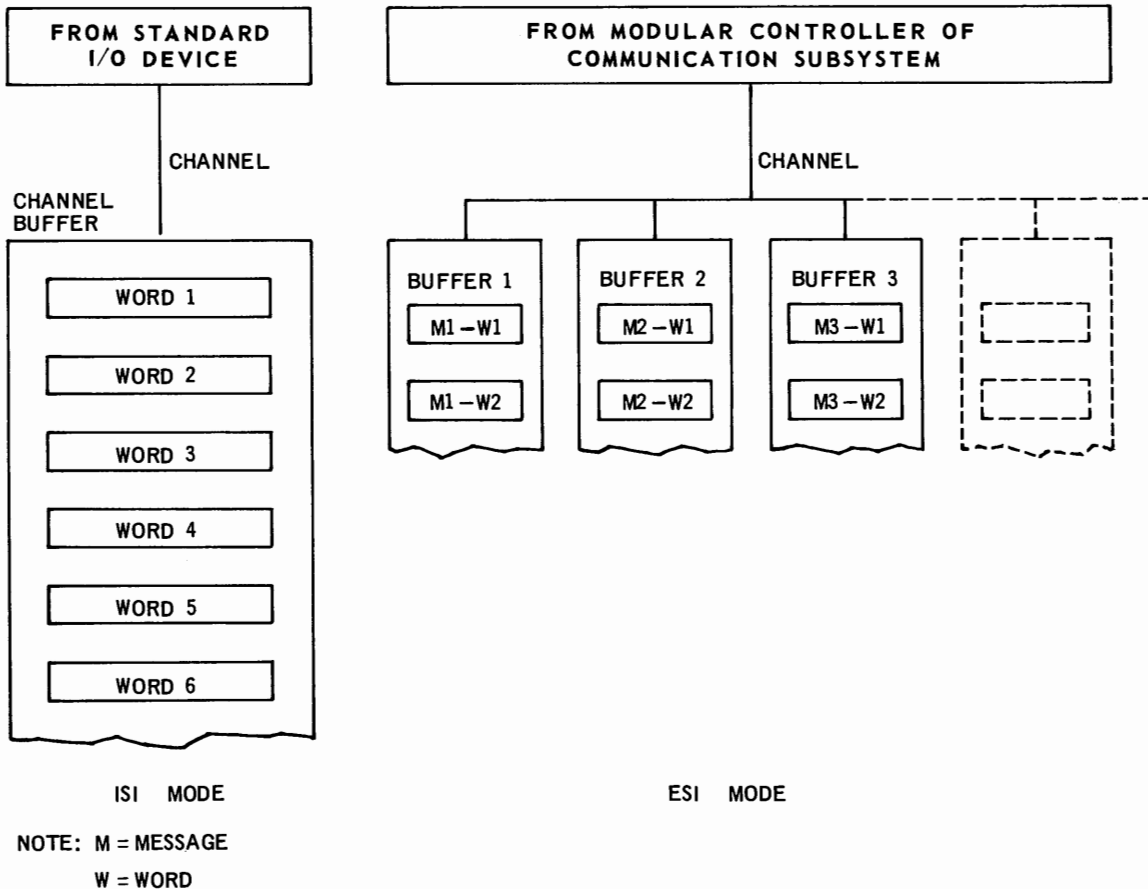 FROM STANDARD
I/O DEVICE
CHANNEL
CHANNEL
BUFFER
WORD 1
WORD 2
WORD 3
WORD 4
WORD 5
WORD 6
ISI MODE
FROM MODULAR CONTROLLER OF
COMMUNICATION SUBSYSTEM
CHANNEL
BUFFER 1
M1–W1
M1–W2
BUFFER 2
M2–W1
M2–W2
BUFFER 3
M3–W1
M3–W2
ESI MODE
NOTE: M = MESSAGE
W = WORD